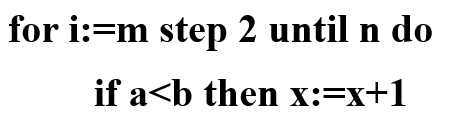 for i:=m step 2 until n do
if a<b then x:=x+1